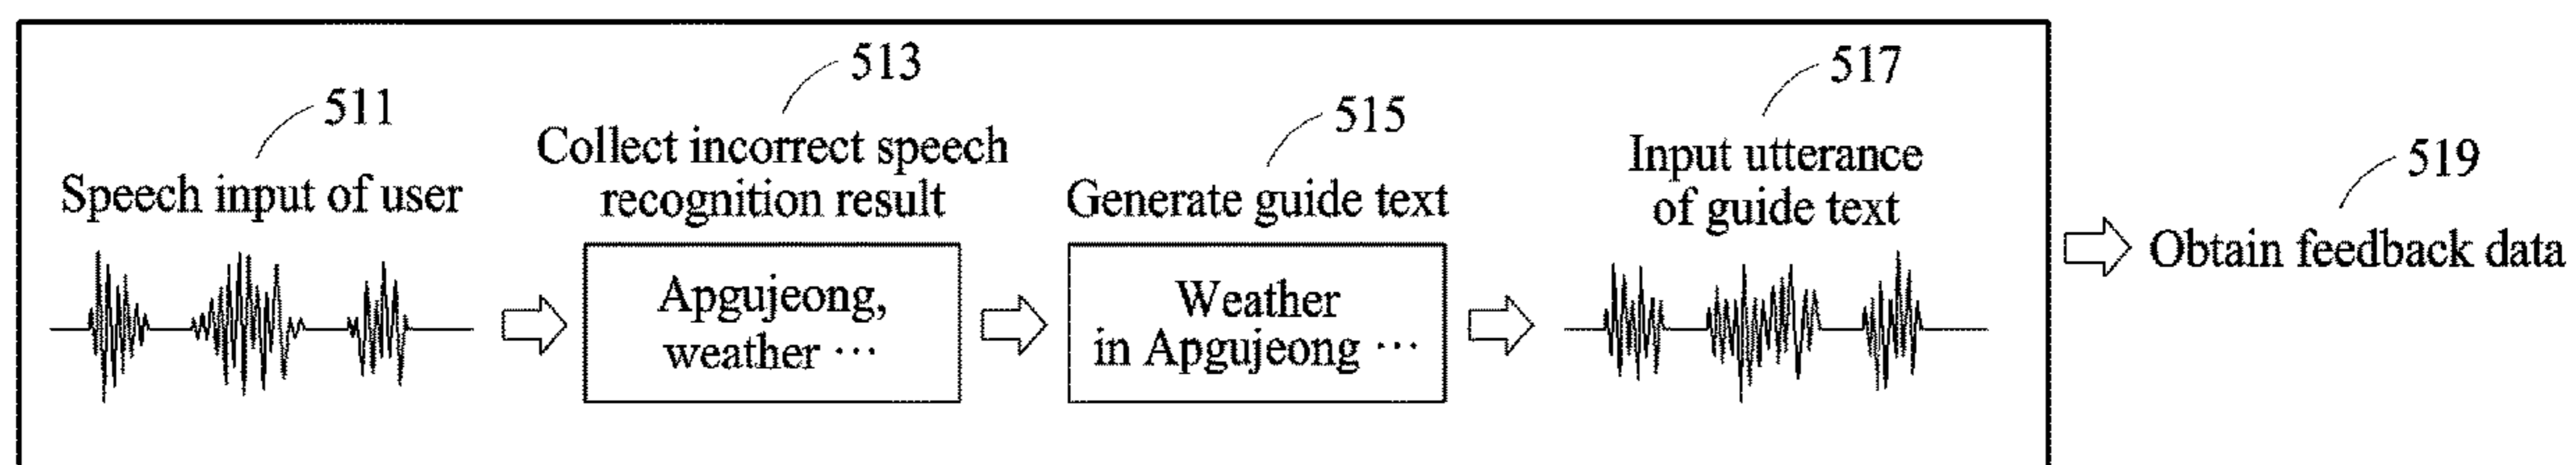 511
Speech input of user
513
Collect incorrect speech
recognition result
Apgujeong,
weather ⋯
515
Generate guide text
Weather
in Apgujeong ⋯
517
Input utterance
of guide text
519
Obtain feedback data